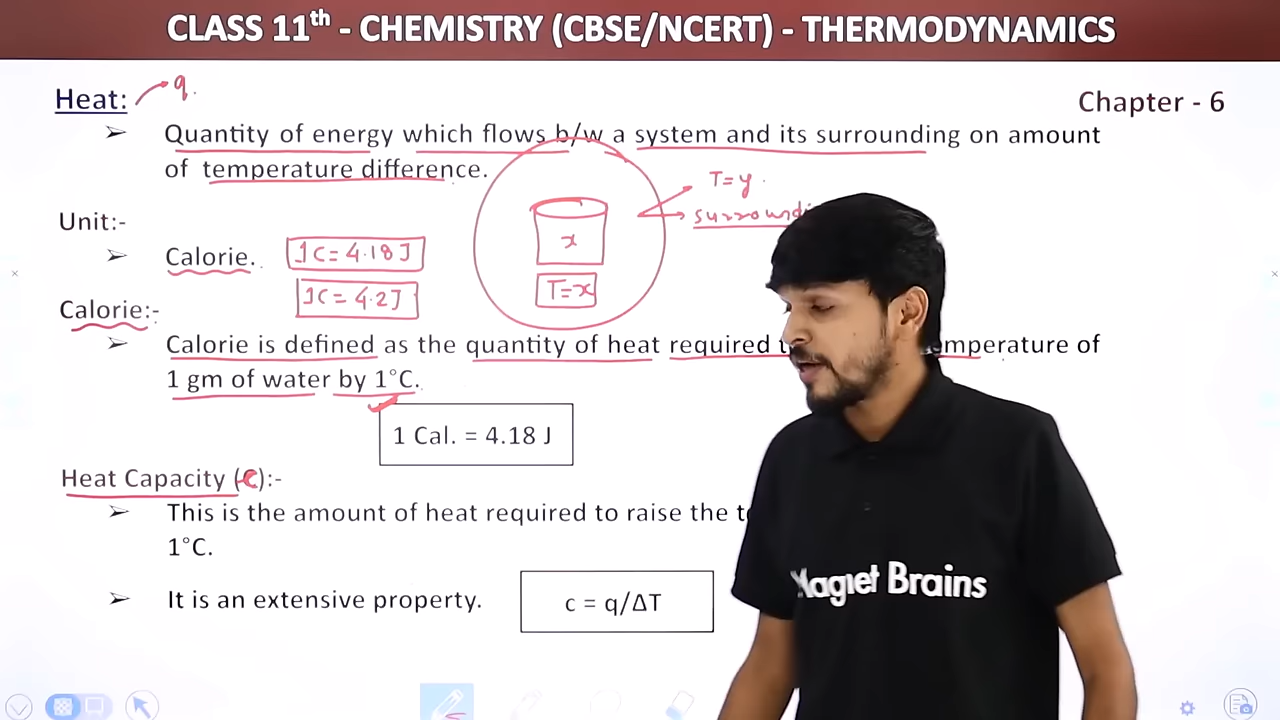 CLASS 11th - CHEMISTRY (CBSE/NCERT) - THERMODYNAMICS
Heat: q.
Chapter - 6
➢ Quantity of energy which flows b/w a system and its surrounding on amount
of temperature difference.
T=y
Unit:-
x
➢ Calorie. 1C = 4.18J
1C = 4.2J
T=x
Calorie:-
➢ Calorie is defined as the quantity of heat required of
1 gm of water by 1°C.
1 Cal. = 4.18 J
Heat Capacity (C):-
➢ This is the amount of heat required to raise the
1°C.
➢ It is an extensive property.
c = q/ΔT
Magnet Brains